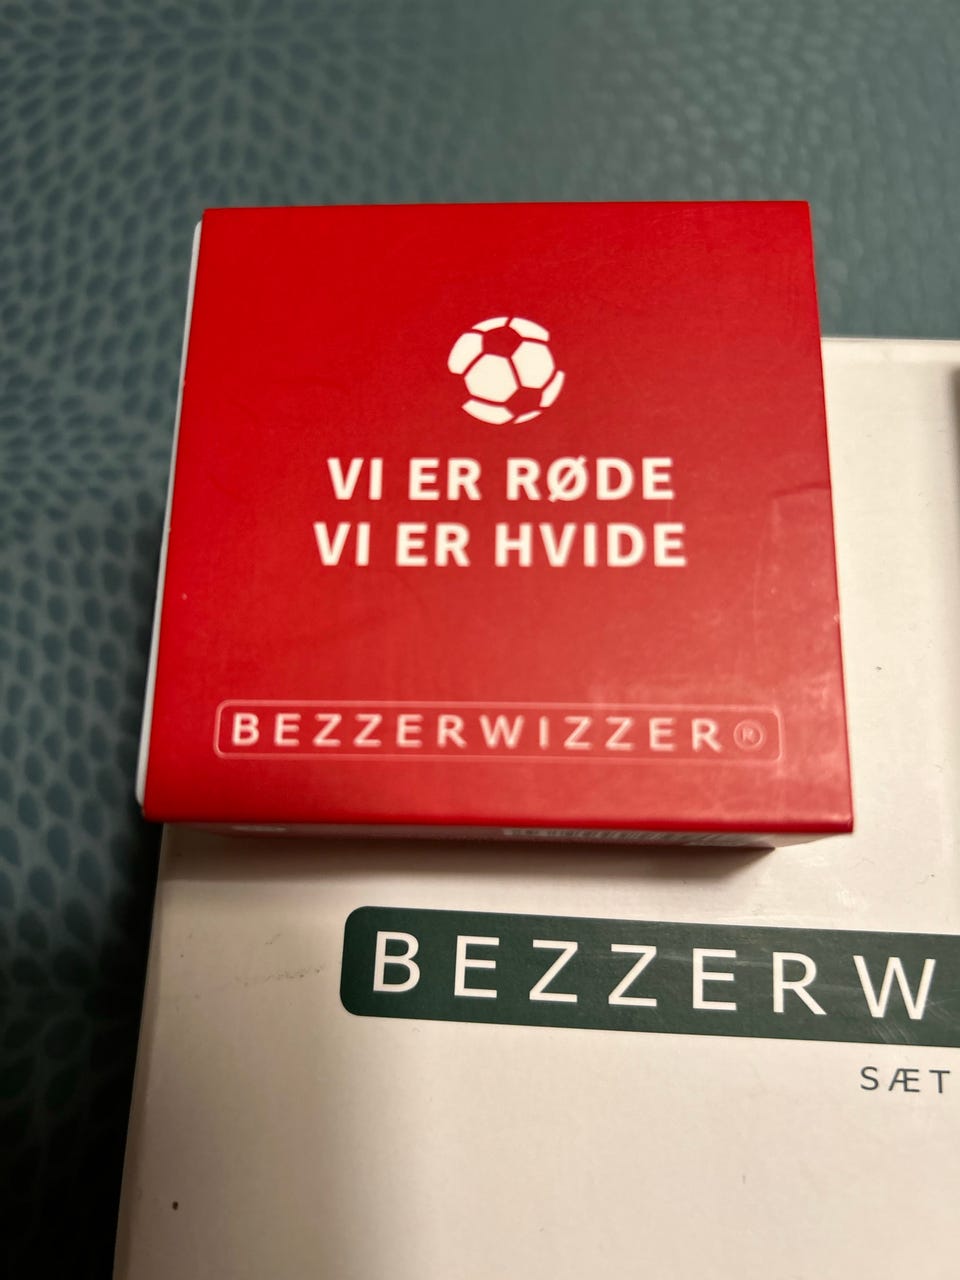 VI ER RØDE
VI ER HVIDE
BEZZERWIZZER®
BEZZERW
SÆT